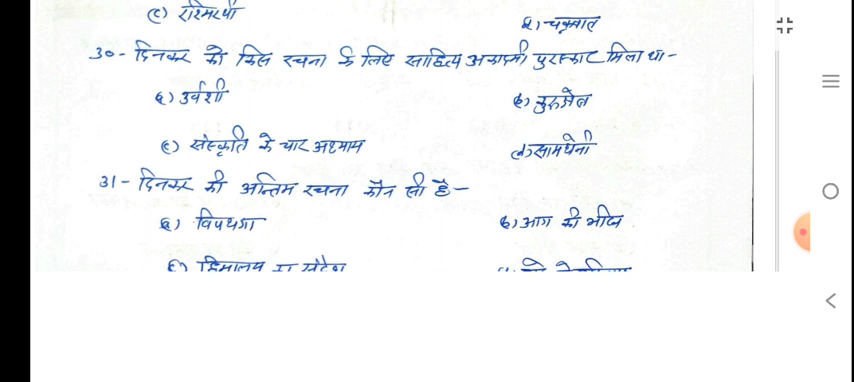 (c) रश्मिरथी
(d) चक्रवाल
30- दिनकर को किस रचना के लिए साहित्य अकादमी पुरस्कार मिला था-
(a) उर्वशी
(b) कुरुक्षेत्र
(c) संस्कृति के चार अध्याय
(d) सामधेनी
31- दिनकर की अन्तिम रचना कौन सी है-
(a) विपथगा
(b) आग की भीख
(c) हिमालय का संदेश